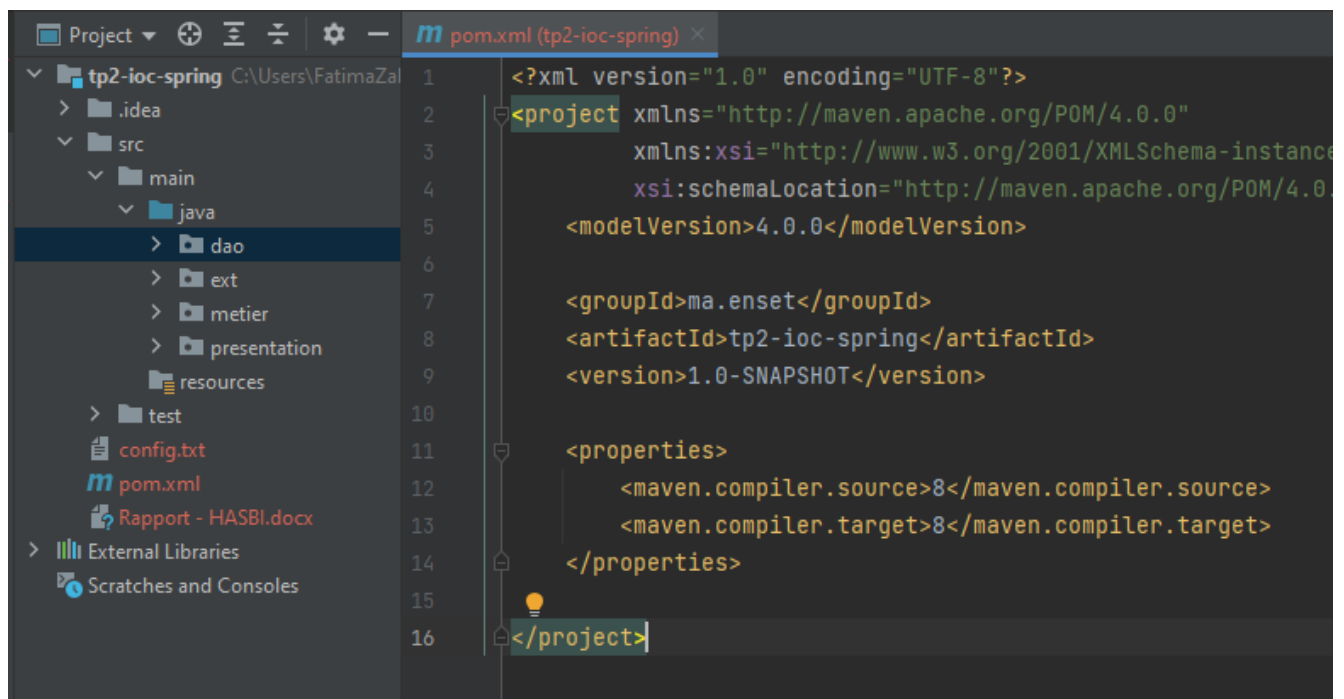 Project
tp2-ioc-spring C:\Users\FatimaZa
.idea
src
main
java
dao
ext
metier
presentation
resources
test
config.txt
m pom.xml
Rapport - HASBI.docx
External Libraries
Scratches and Consoles
m pom.xml (tp2-ioc-spring)
1 <?xml version="1.0" encoding="UTF-8"?>
2 <project xmlns="http://maven.apache.org/POM/4.0.0"
3 xmlns:xsi="http://www.w3.org/2001/XMLSchema-instance
4 xsi:schemaLocation="http://maven.apache.org/POM/4.0.
5 <modelVersion>4.0.0</modelVersion>
6
7 <groupId>ma.enset</groupId>
8 <artifactId>tp2-ioc-spring</artifactId>
9 <version>1.0-SNAPSHOT</version>
10
11 <properties>
12 <maven.compiler.source>8</maven.compiler.source>
13 <maven.compiler.target>8</maven.compiler.target>
14 </properties>
15
16 </project>